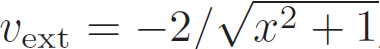 v_ext = −2/√(x² + 1),